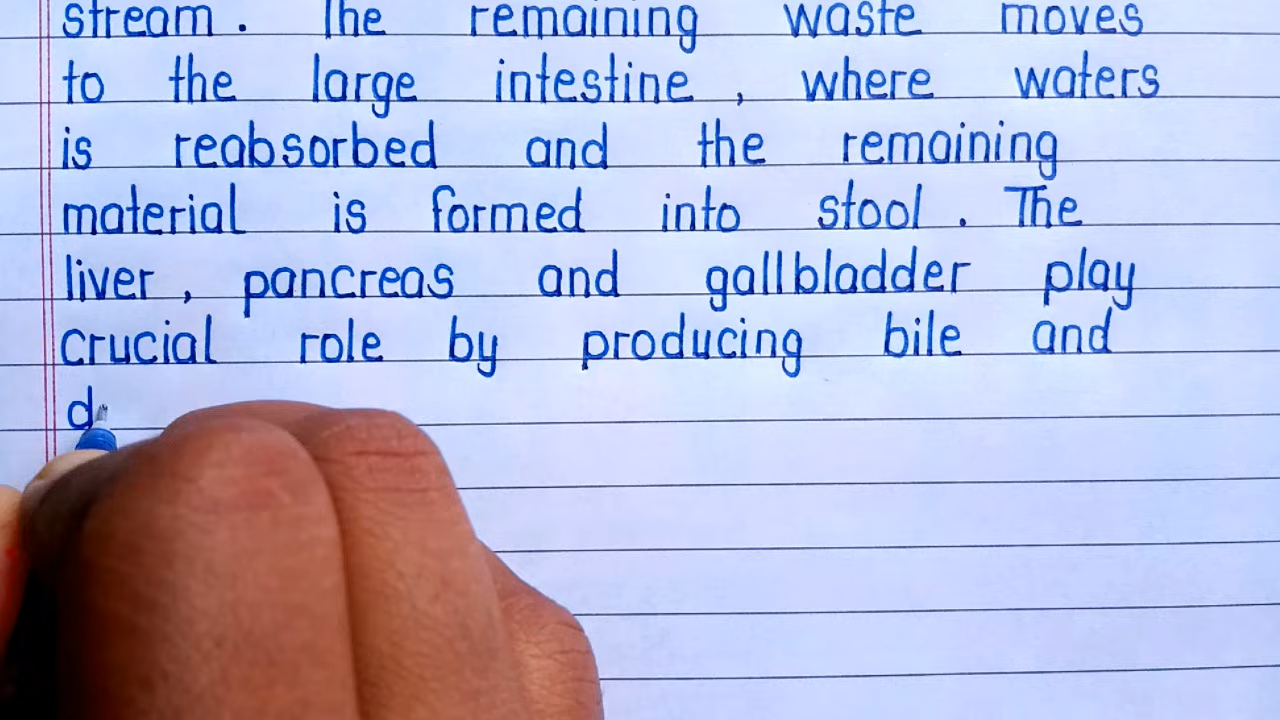 stream. The remaining waste moves
to the large intestine, where waters
is reabsorbed and the remaining
material is formed into stool. The
liver, pancreas and gallbladder play
crucial role by producing bile and
d